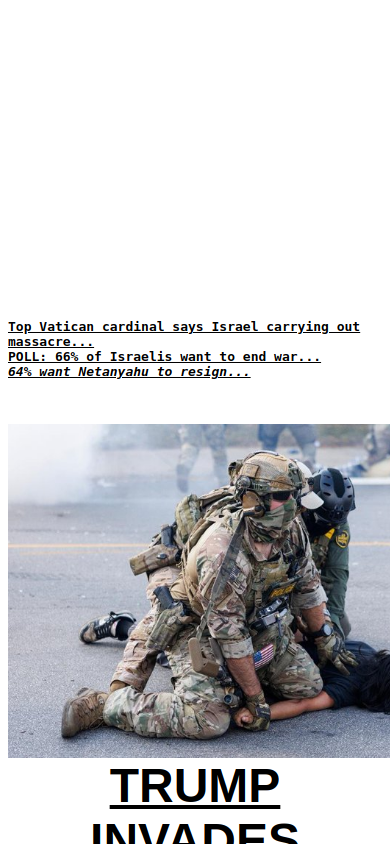 Top Vatican cardinal says Israel carrying out
massacre...
POLL: 66% of Israelis want to end war...
64% want Netanyahu to resign...
TRUMP
INVADES